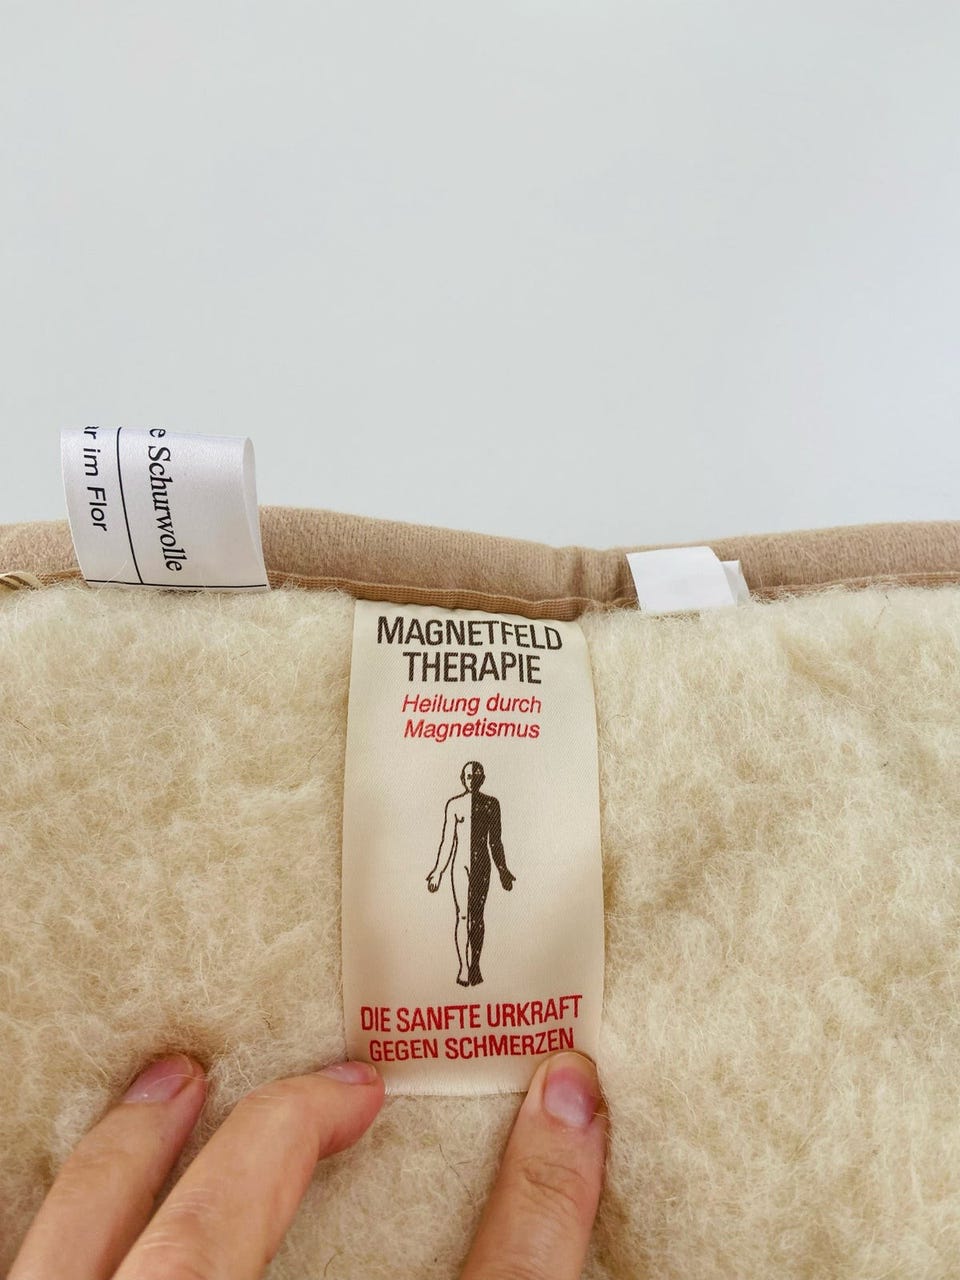 e Schurwolle
r im Flor
MAGNETFELD
THERAPIE
Heilung durch
Magnetismus
DIE SANFTE URKRAFT
GEGEN SCHMERZEN